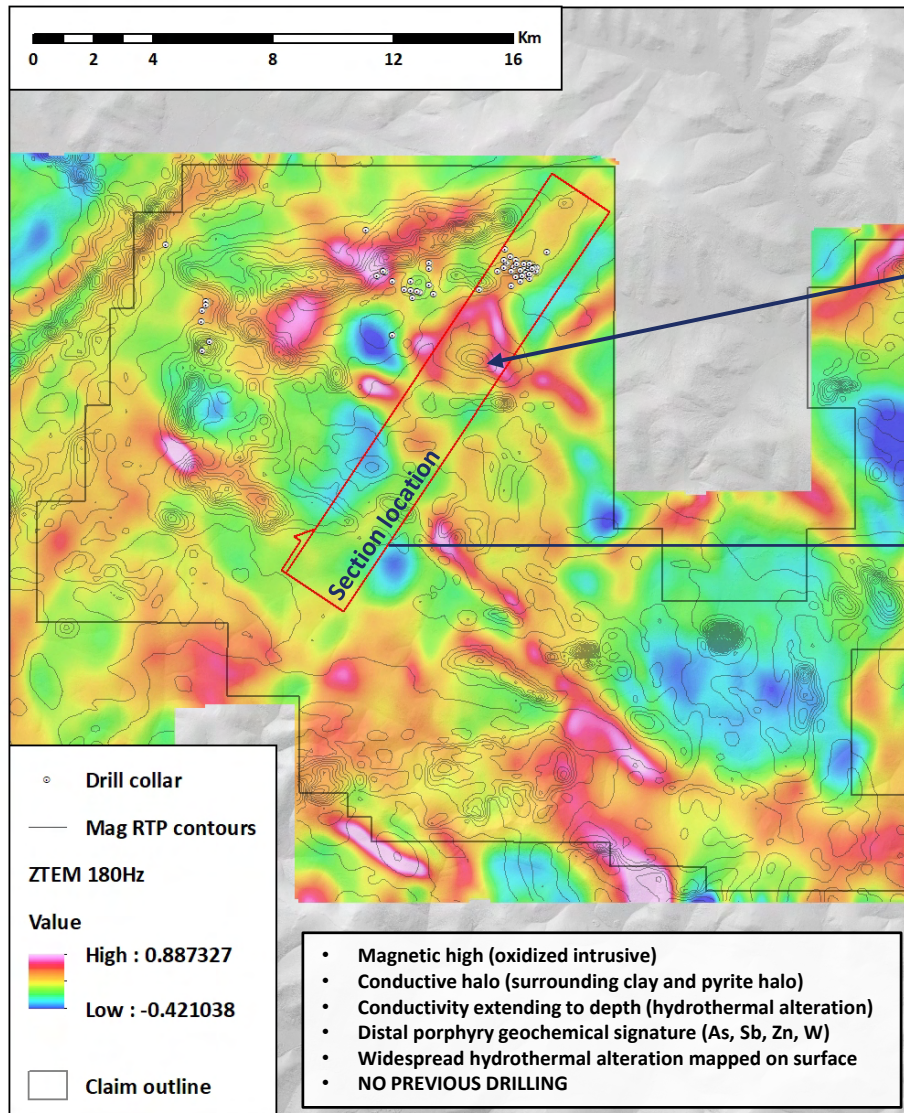 Km
0 2 4 8 12 16
Section location
Drill collar
Mag RTP contours
ZTEM 180Hz
Value
High : 0.887327
Low : -0.421038
Claim outline
• Magnetic high (oxidized intrusive)
• Conductive halo (surrounding clay and pyrite halo)
• Conductivity extending to depth (hydrothermal alteration)
• Distal porphyry geochemical signature (As, Sb, Zn, W)
• Widespread hydrothermal alteration mapped on surface
• NO PREVIOUS DRILLING